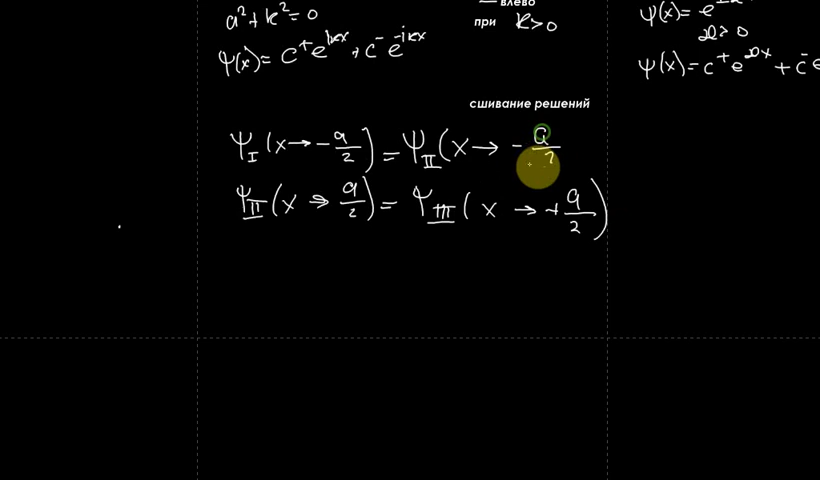 влево
a² + k² = 0
при k > 0
ψ(x) = e
æ > 0
ψ(x) = c⁺ e^{ikx} + c⁻ e^{-ikx}
ψ(x) = c⁺ e^{æx} + c⁻ e
сшивание решений
ψ_I (x → -a/2) = ψ_II (x → -a/2
ψ_II (x → a/2) = ψ_III (x → +a/2)